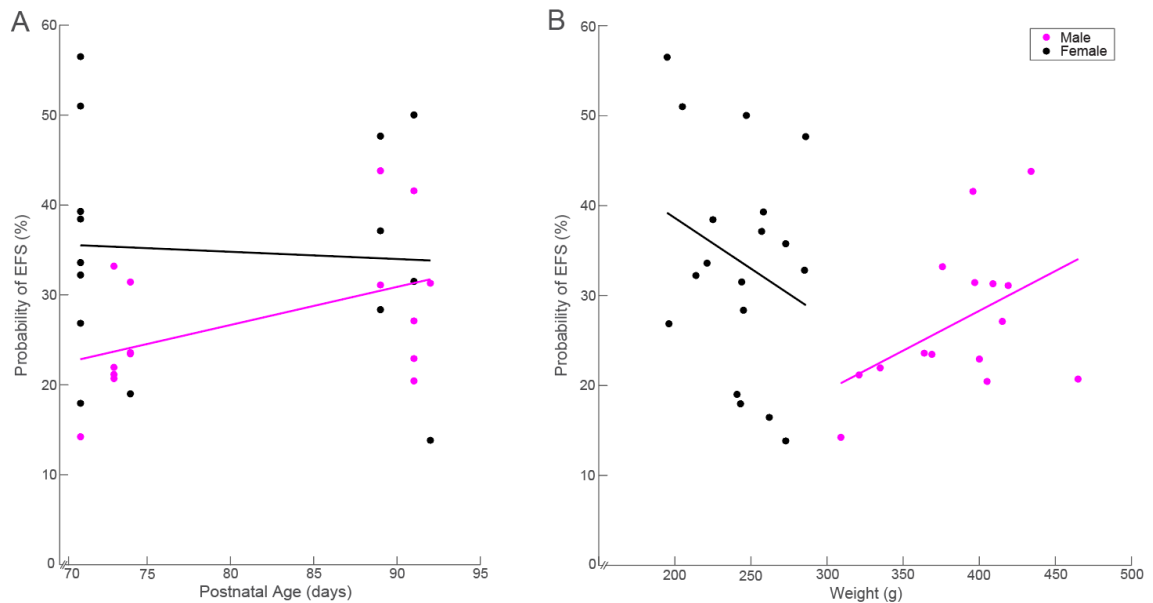 A
60
50
40
30
20
10
0
Probability of EFS (%)
70 75 80 85 90 95
Postnatal Age (days)
B
Male
Female
60
50
40
30
20
10
0
Probability of EFS (%)
200 250 300 350 400 450 500
Weight (g)